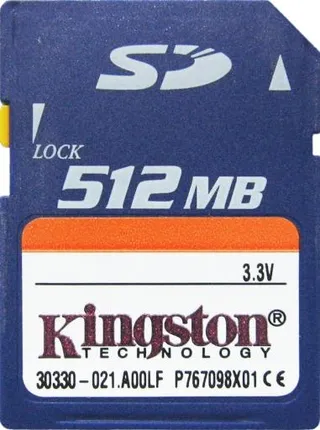 SD
LOCK
512 MB
3.3V
Kingston®
TECHNOLOGY
30330-021.A00LF P767098X01 CE